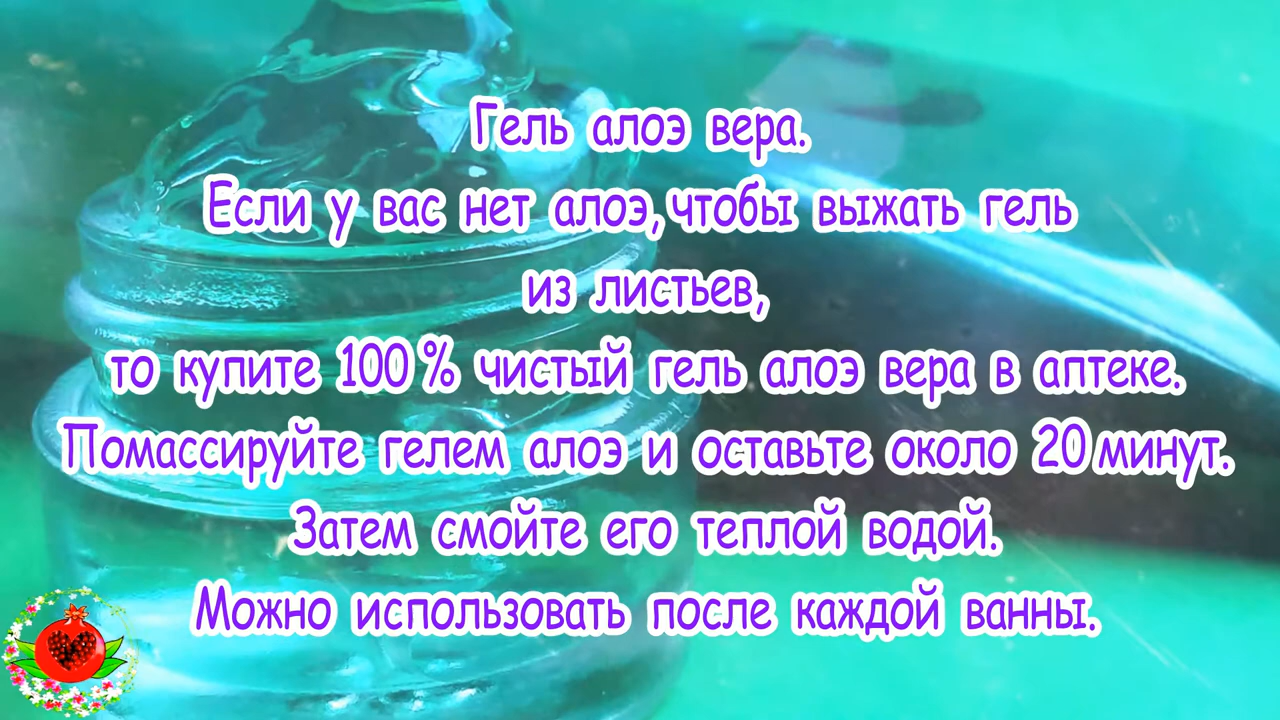 Гель алоэ вера.
Если у вас нет алоэ, чтобы выжать гель
из листьев,
то купите 100 % чистый гель алоэ вера в аптеке.
Помассируйте гелем алоэ и оставьте около 20 минут.
Затем смойте его теплой водой.
Можно использовать после каждой ванны.